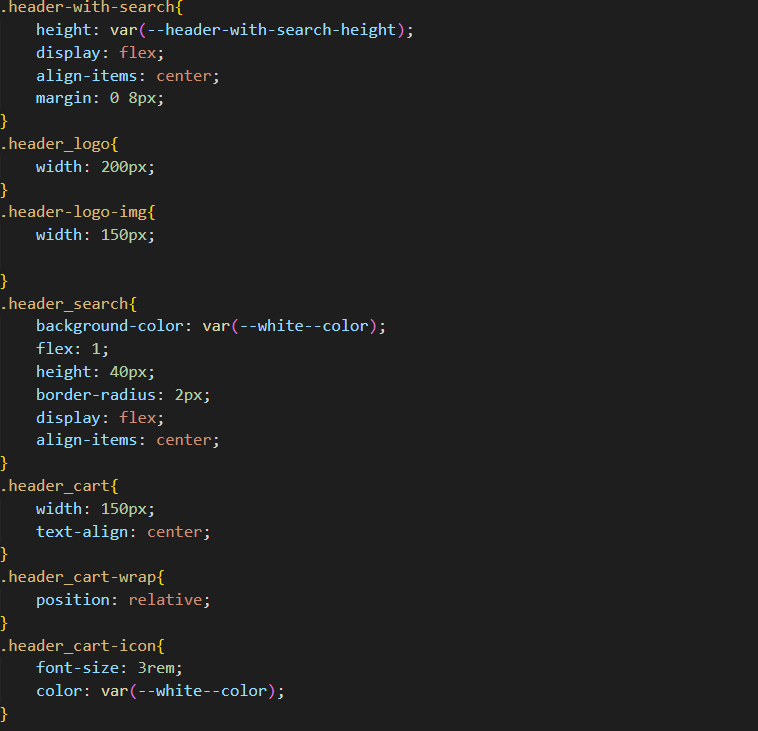 .header-with-search{
    height: var(--header-with-search-height);
    display: flex;
    align-items: center;
    margin: 0 8px;
}
.header_logo{
    width: 200px;
}
.header-logo-img{
    width: 150px;

}
.header_search{
    background-color: var(--white--color);
    flex: 1;
    height: 40px;
    border-radius: 2px;
    display: flex;
    align-items: center;
}
.header_cart{
    width: 150px;
    text-align: center;
}
.header_cart-wrap{
    position: relative;
}
.header_cart-icon{
    font-size: 3rem;
    color: var(--white--color);
}